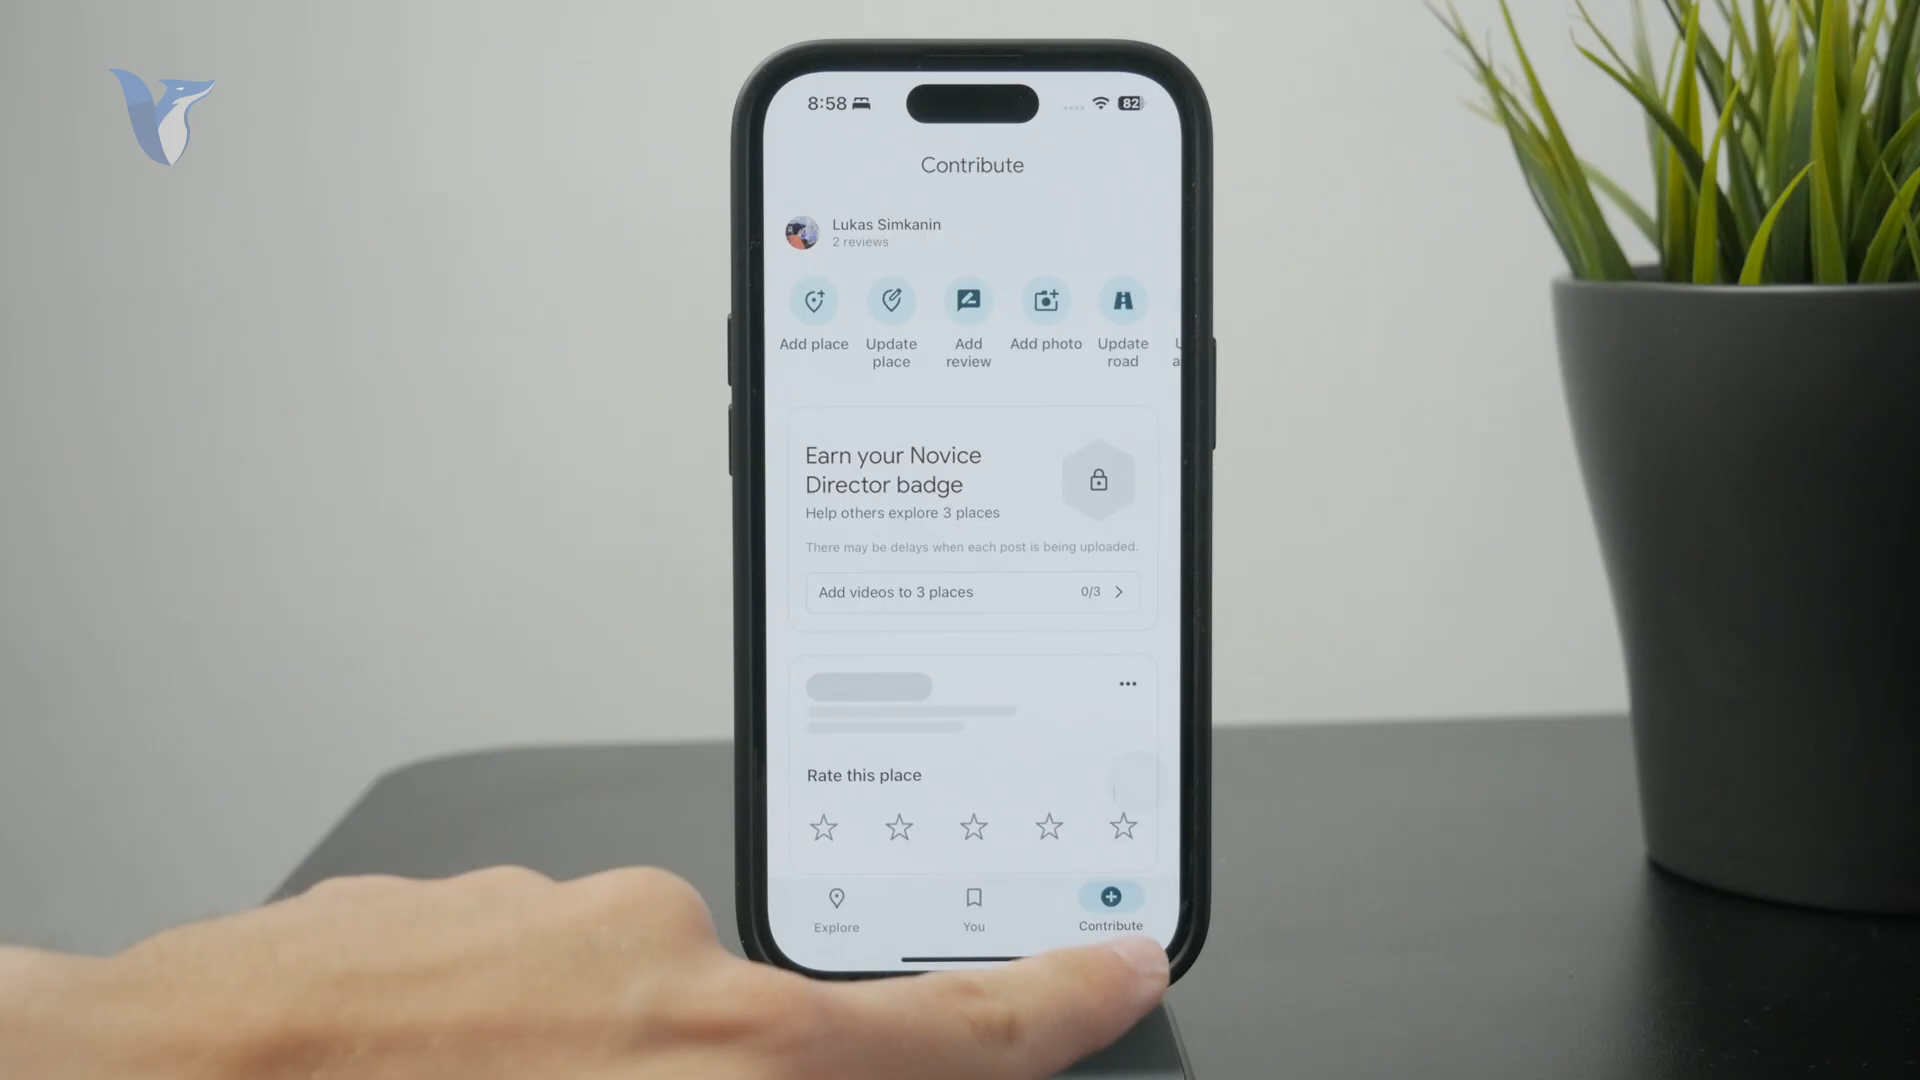 8:58
82
Contribute
Lukas Simkanin
2 reviews
Add place
Update
place
Add
review
Add photo
Update
road
Earn your Novice
Director badge
Help others explore 3 places
There may be delays when each post is being uploaded.
Add videos to 3 places 0/3
Rate this place
Explore
You
Contribute